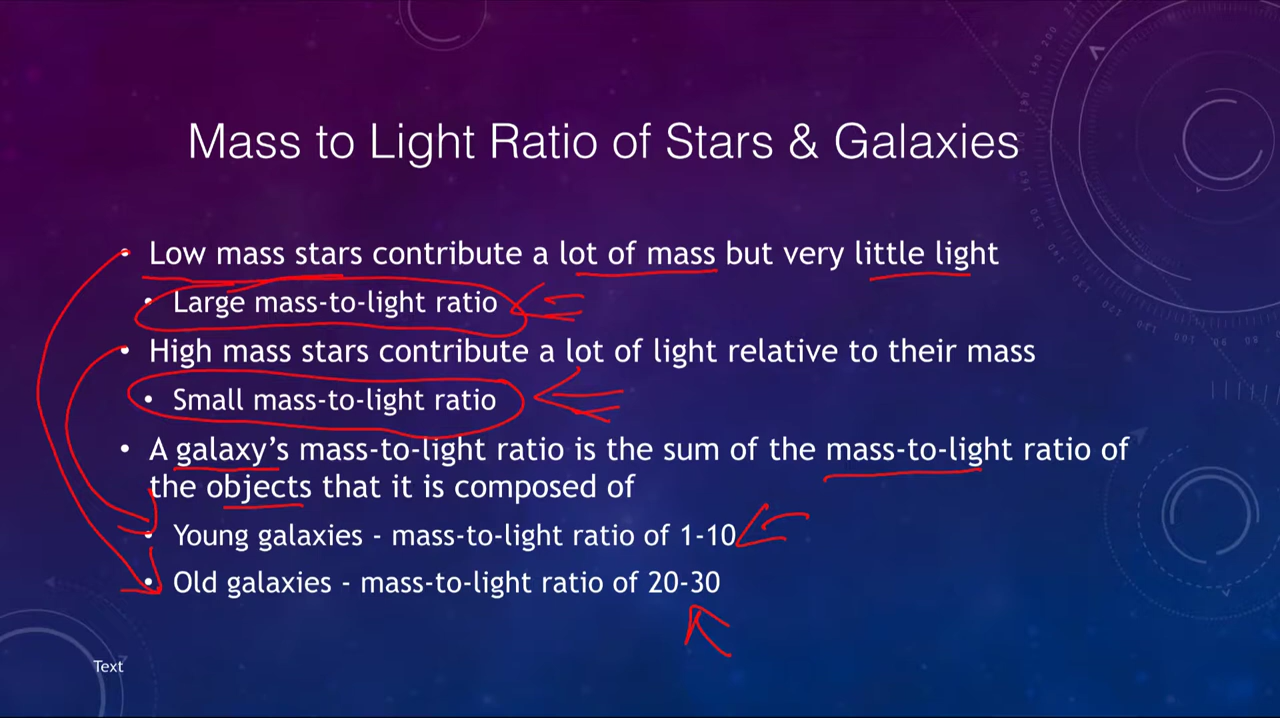 Mass to Light Ratio of Stars & Galaxies
• Low mass stars contribute a lot of mass but very little light
• Large mass-to-light ratio
• High mass stars contribute a lot of light relative to their mass
• Small mass-to-light ratio
• A galaxy’s mass-to-light ratio is the sum of the mass-to-light ratio of
the objects that it is composed of
• Young galaxies - mass-to-light ratio of 1-10
• Old galaxies - mass-to-light ratio of 20-30
Text